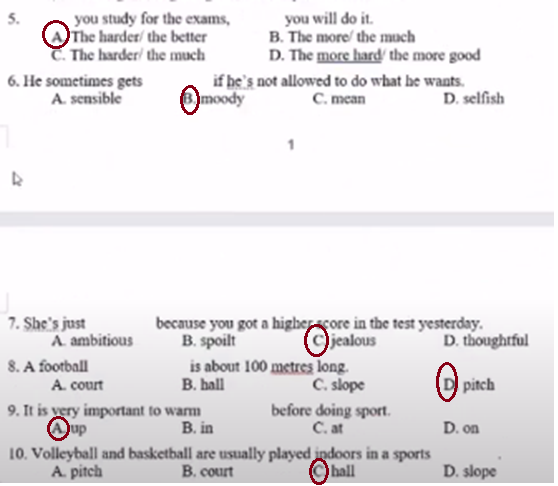 5. you study for the exams, you will do it.
A. The harder/ the better B. The more/ the much
C. The harder/ the much D. The more hard/ the more good
6. He sometimes gets if he's not allowed to do what he wants.
A. sensible B. moody C. mean D. selfish
1
7. She's just because you got a higher score in the test yesterday.
A. ambitious B. spoilt C. jealous D. thoughtful
8. A football is about 100 metres long.
A. court B. hall C. slope D. pitch
9. It is very important to warm before doing sport.
A. up B. in C. at D. on
10. Volleyball and basketball are usually played indoors in a sports
A. pitch B. court C. hall D. slope